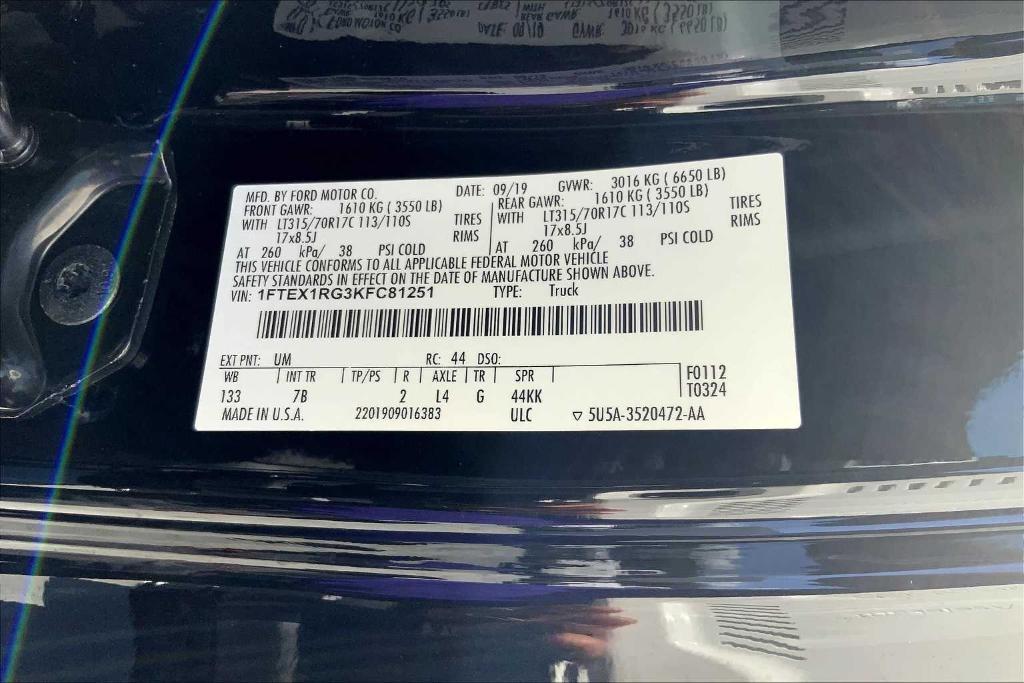 MFD. BY FORD MOTOR CO. DATE: 09/19 GVWR: 3016 KG ( 6650 LB)
FRONT GAWR: 1610 KG ( 3550 LB) REAR GAWR: 1610 KG ( 3550 LB)
WITH LT315/70R17C 113/110S TIRES WITH LT315/70R17C 113/110S TIRES
17x8.5J RIMS 17x8.5J RIMS
AT 260 kPa/ 38 PSI COLD AT 260 kPa/ 38 PSI COLD
THIS VEHICLE CONFORMS TO ALL APPLICABLE FEDERAL MOTOR VEHICLE
SAFETY STANDARDS IN EFFECT ON THE DATE OF MANUFACTURE SHOWN ABOVE.
VIN: 1FTEX1RG3KFC81251 TYPE: Truck
EXT PNT: UM RC: 44 DSO:
WB INT TR TP/PS R AXLE TR SPR F0112
133 7B 2 L4 G 44KK T0324
MADE IN U.S.A. 2201909016383 ULC ▽ 5U5A-3520472-AA